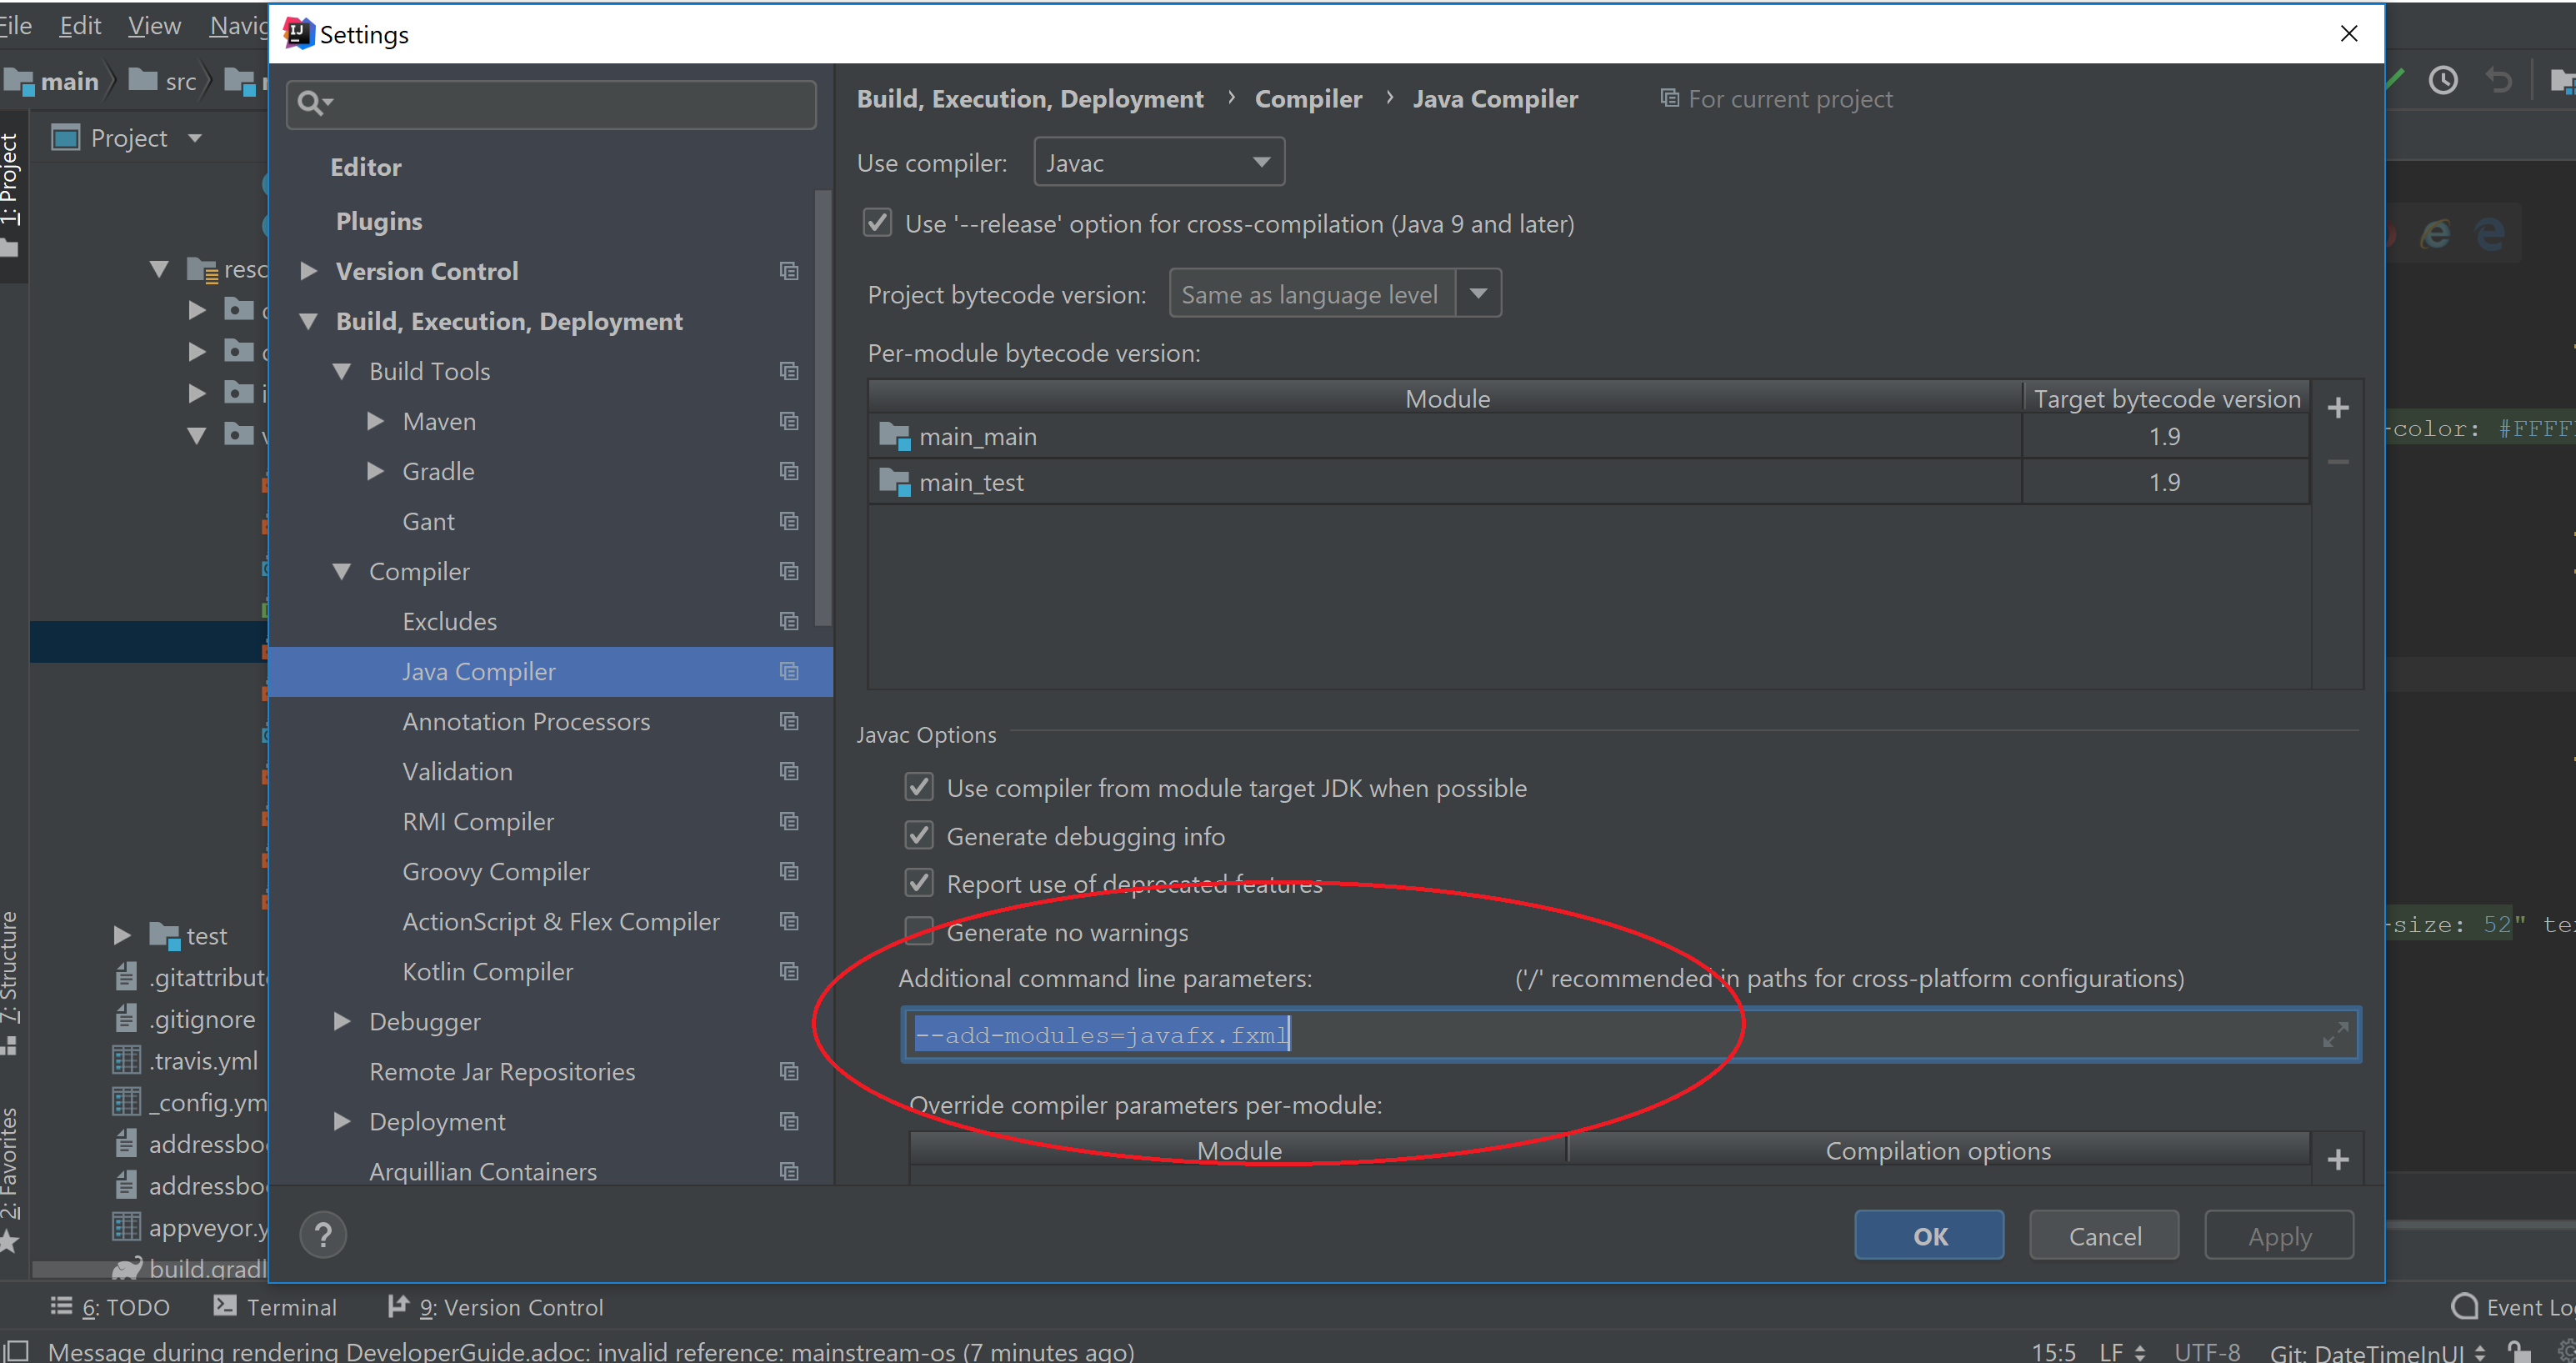 File Edit View Navig
Settings
main src
Project
1: Project
Editor
Plugins
Version Control
Build, Execution, Deployment
Build Tools
Maven
Gradle
Gant
Compiler
Excludes
Java Compiler
Annotation Processors
Validation
RMI Compiler
Groovy Compiler
ActionScript & Flex Compiler
Kotlin Compiler
Debugger
Remote Jar Repositories
Deployment
Arquillian Containers
Build, Execution, Deployment › Compiler › Java Compiler
For current project
Use compiler: Javac
Use '--release' option for cross-compilation (Java 9 and later)
Project bytecode version: Same as language level
Per-module bytecode version:
Module Target bytecode version
main_main 1.9
main_test 1.9
Javac Options
Use compiler from module target JDK when possible
Generate debugging info
Report use of deprecated features
Generate no warnings
Additional command line parameters: ('/' recommended in paths for cross-platform configurations)
--add-modules=javafx.fxml
Override compiler parameters per-module:
Module Compilation options
? OK Cancel Apply
reso
test
.gitattribute
.gitignore
.travis.yml
_config.ym
addressboo
addressboo
appveyor.y
build.gradl
7: Structure
2: Favorites
-color: #FFFF
-size: 52" te
6: TODO Terminal 9: Version Control Event Lo
Message during rendering DeveloperGuide.adoc: invalid reference: mainstream-os (7 minutes ago) 15:5 LF UTF-8 Git: DateTimeInUI